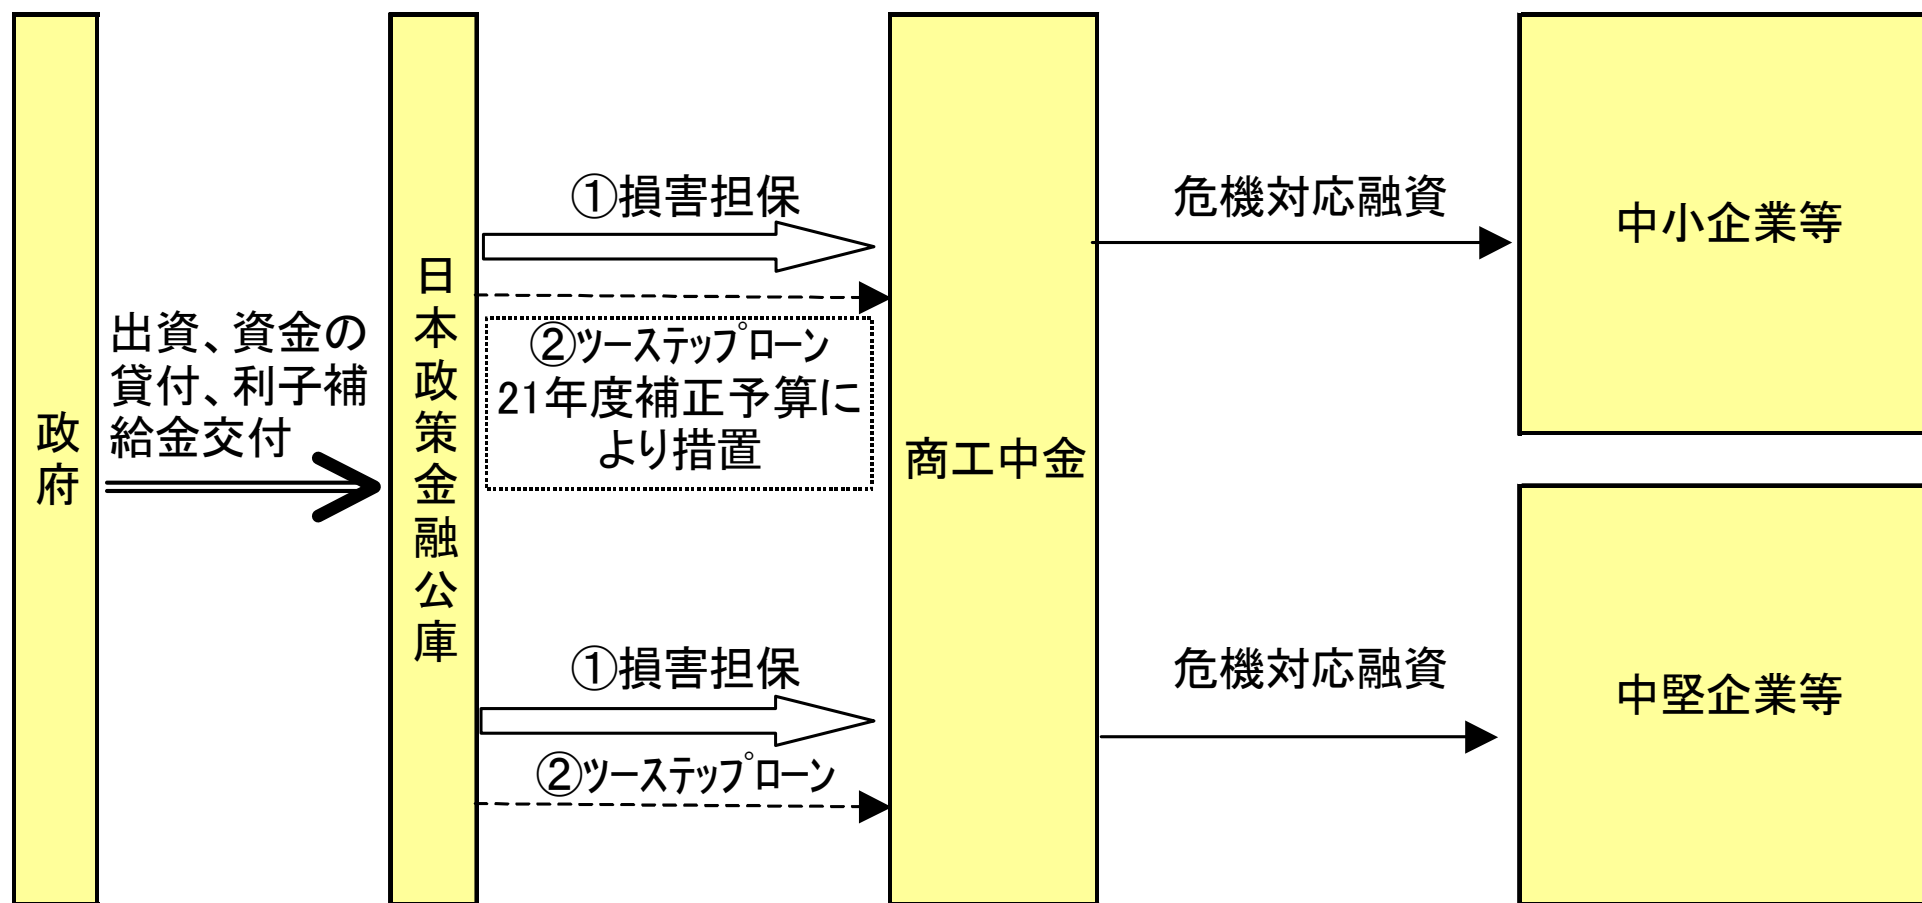 政府
出資、資金の
貸付、利子補
給金交付
日本政策金融公庫
①損害担保
②ツーステップローン
21年度補正予算に
より措置
①損害担保
②ツーステップローン
商工中金
危機対応融資
危機対応融資
中小企業等
中堅企業等